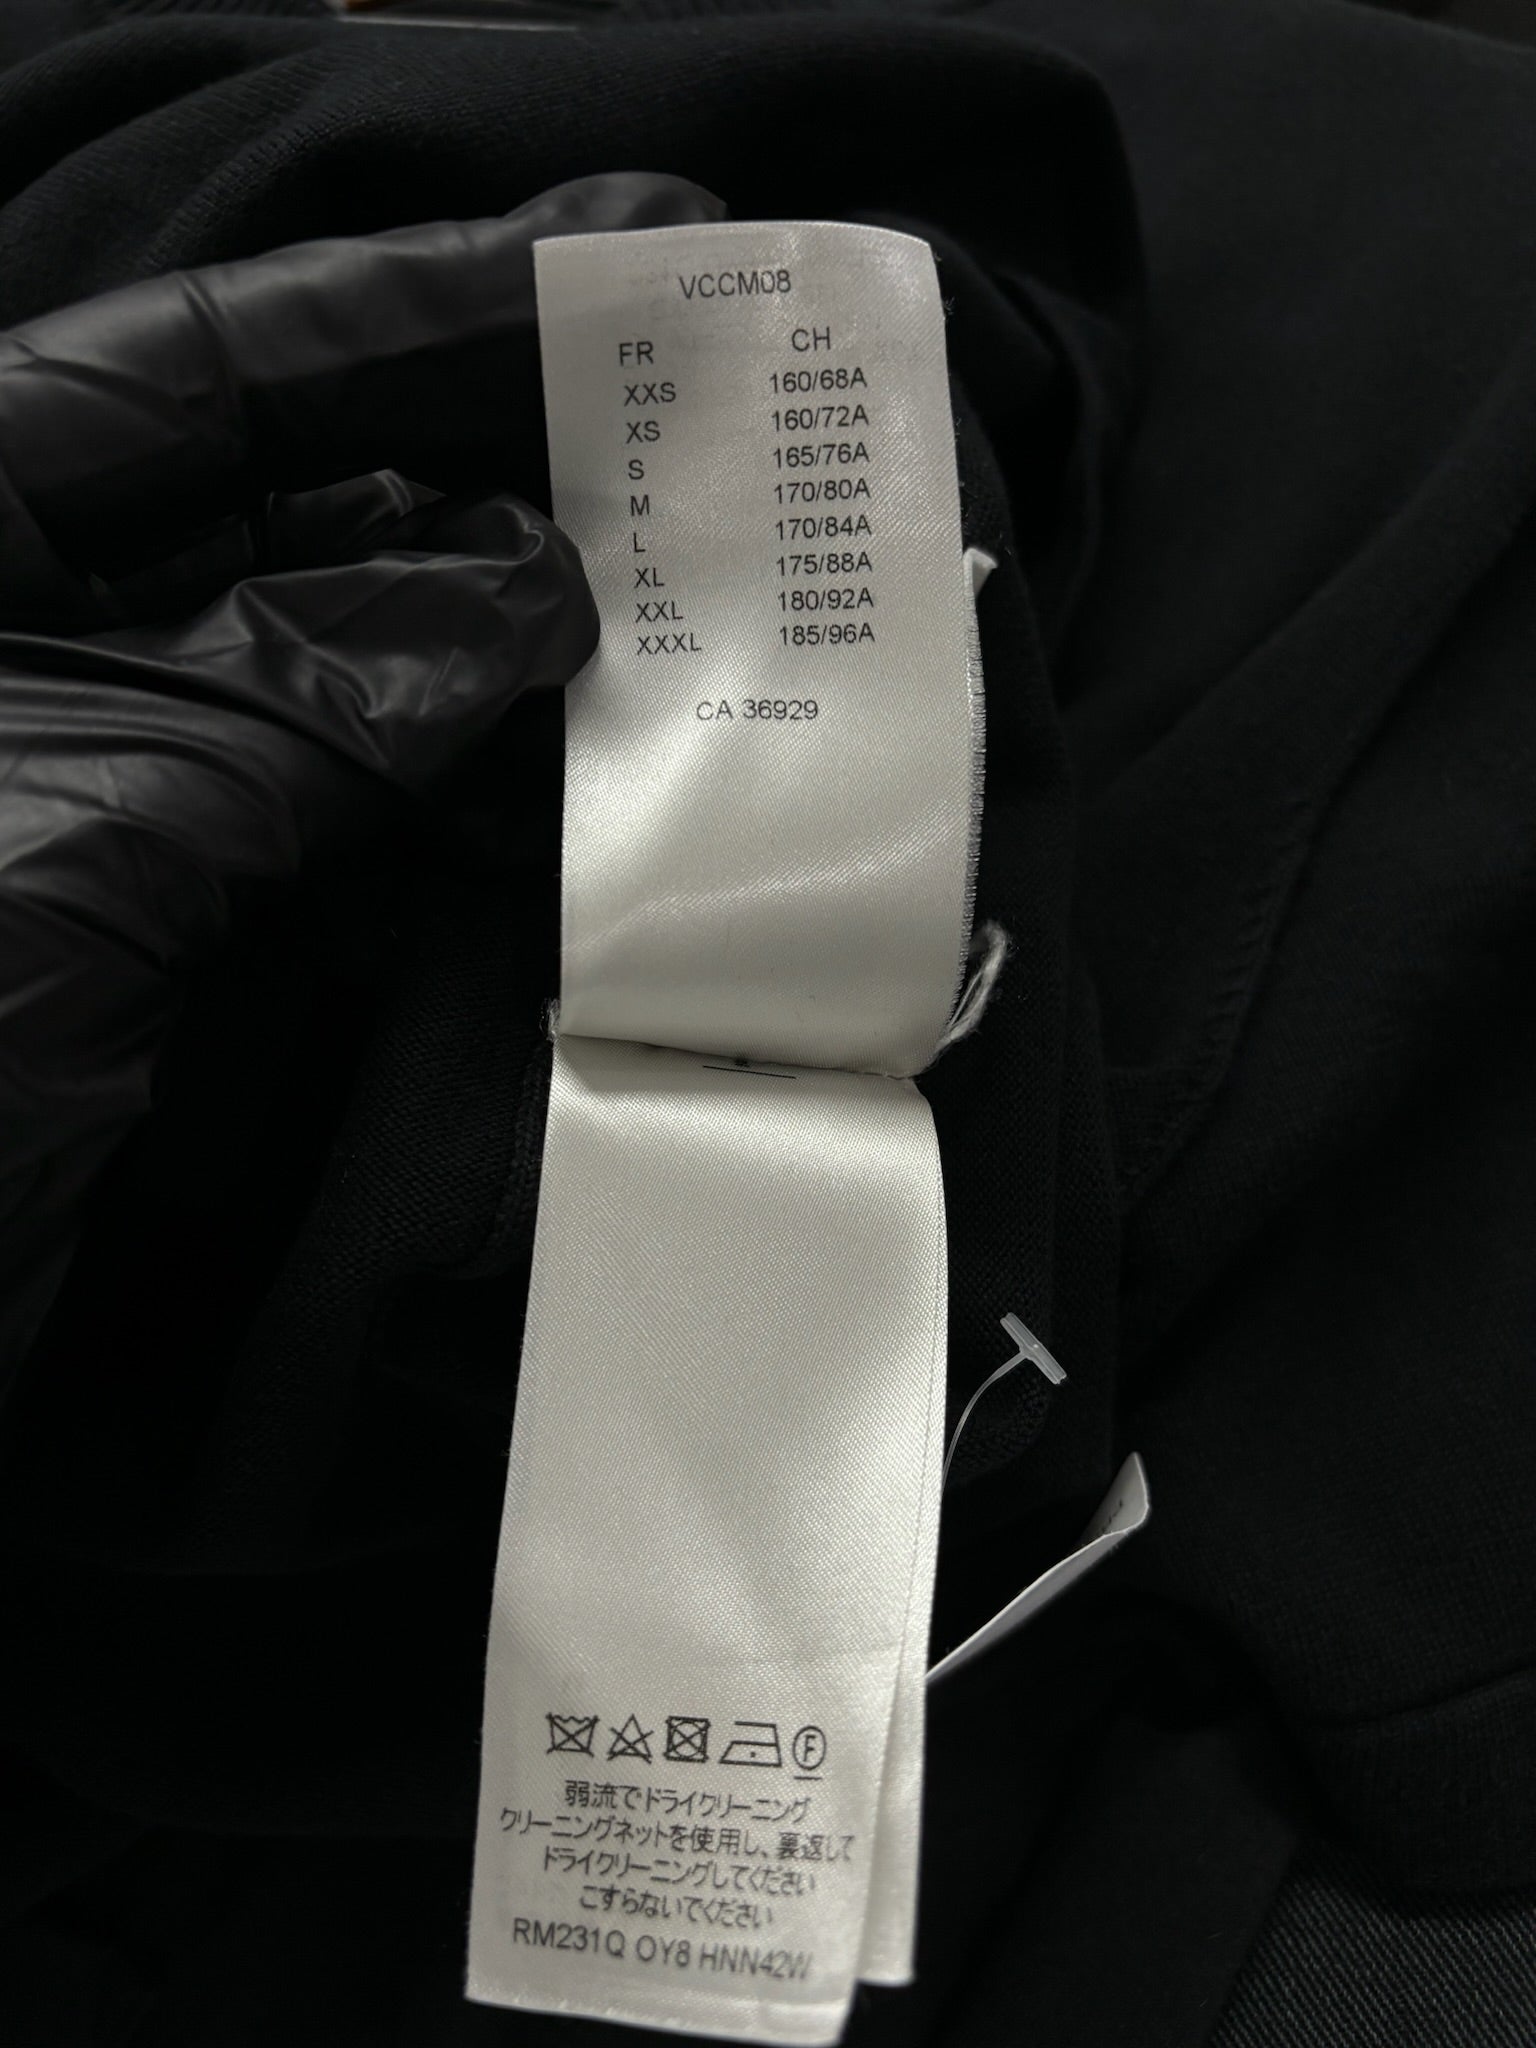 VCCM08
FR CH
XXS 160/68A
XS 160/72A
S 165/76A
M 170/80A
L 170/84A
XL 175/88A
XXL 180/92A
XXXL 185/96A
CA 36929
F
弱流でドライクリーニング
クリーニングネットを使用し、裏返して
ドライクリーニングしてください
こすらないでください
RM231Q OY8 HNN42W